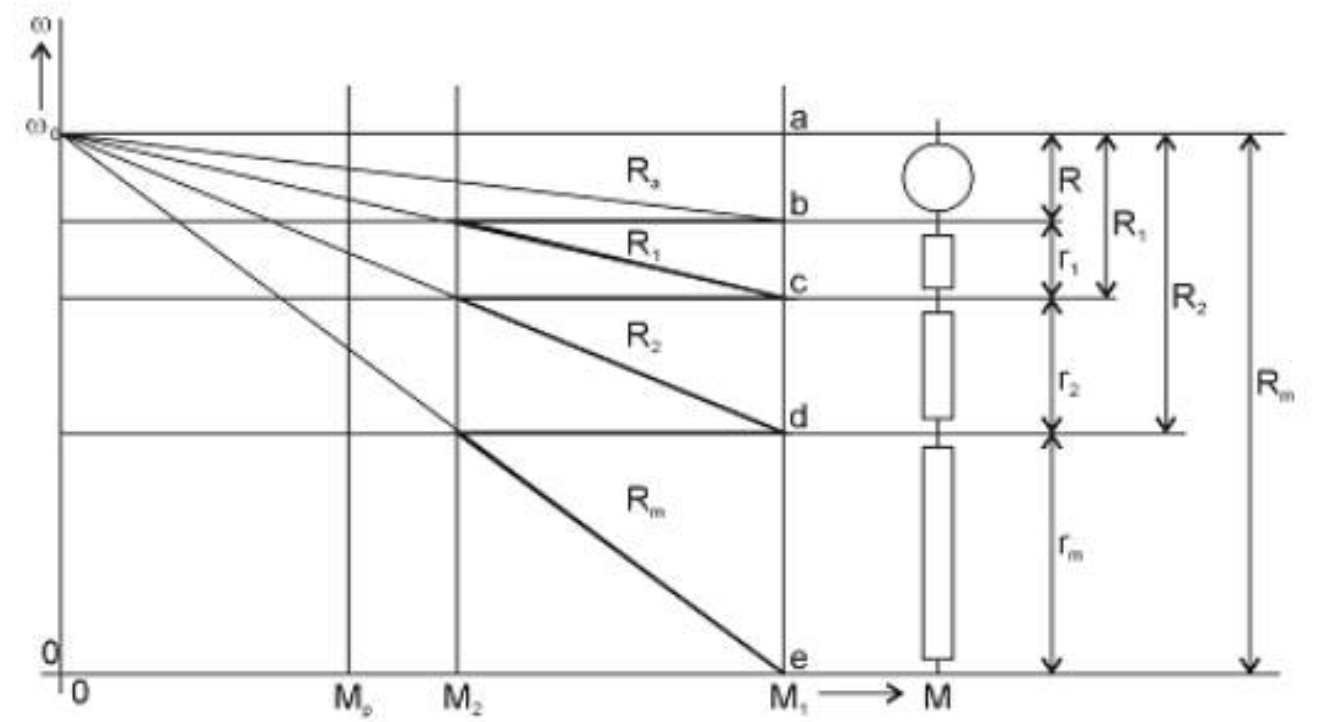 ω
ω₀
a
Rₐ
R
b
R₁
R₁
r₁
c
R₂
R₂
r₂
Rₘ
d
Rₘ
rₘ
0
e
0
Mₚ
M₂
M₁
M